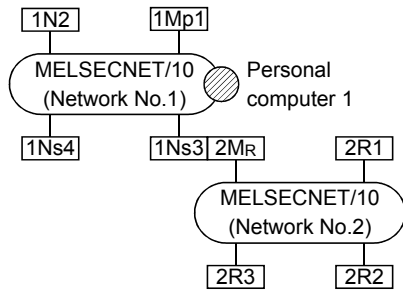 1N2
1Mp1
MELSECNET/10
(Network No.1)
Personal
computer 1
1Ns4
1Ns3
2MR
2R1
MELSECNET/10
(Network No.2)
2R3
2R2